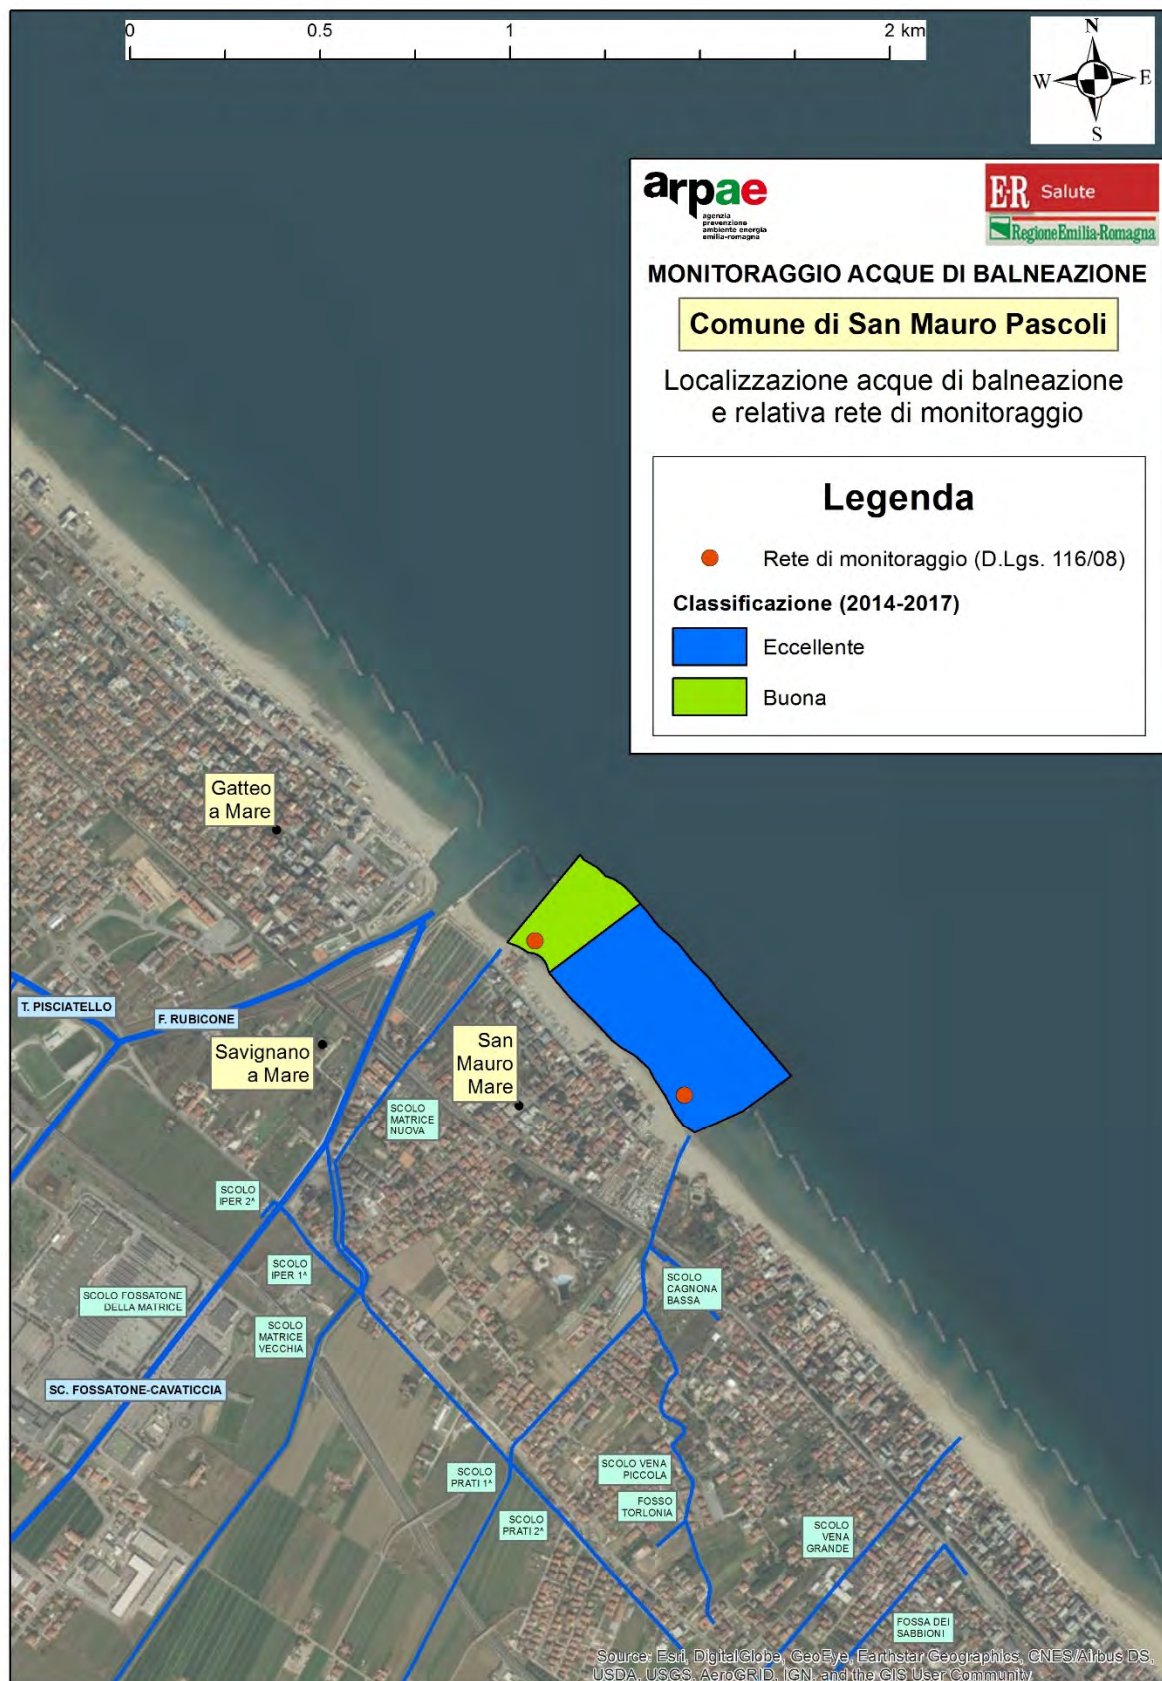 0 0.5 1 2 km
N
W E
S
arpae
agenzia
prevenzione
ambiente energia
emilia-romagna
E-R Salute
Regione Emilia-Romagna
MONITORAGGIO ACQUE DI BALNEAZIONE
Comune di San Mauro Pascoli
Localizzazione acque di balneazione
e relativa rete di monitoraggio
Legenda
Rete di monitoraggio (D.Lgs. 116/08)
Classificazione (2014-2017)
Eccellente
Buona
Gatteo
a Mare
T. PISCIATELLO
F. RUBICONE
Savignano
a Mare
San
Mauro
Mare
SCOLO
MATRICE
NUOVA
SCOLO
IPER 2^
SCOLO
IPER 1^
SCOLO FOSSATONE
DELLA MATRICE
SCOLO
MATRICE
VECCHIA
SCOLO
CAGNONA
BASSA
SC. FOSSATONE-CAVATICCIA
SCOLO
PRATI 1^
SCOLO
PRATI 2^
SCOLO VENA
PICCOLA
FOSSO
TORLONIA
SCOLO
VENA
GRANDE
FOSSA DEI
SABBIONI
Source: Esri, DigitalGlobe, GeoEye, Earthstar Geographics, CNES/Airbus DS,
USDA, USGS, AeroGRID, IGN, and the GIS User Community